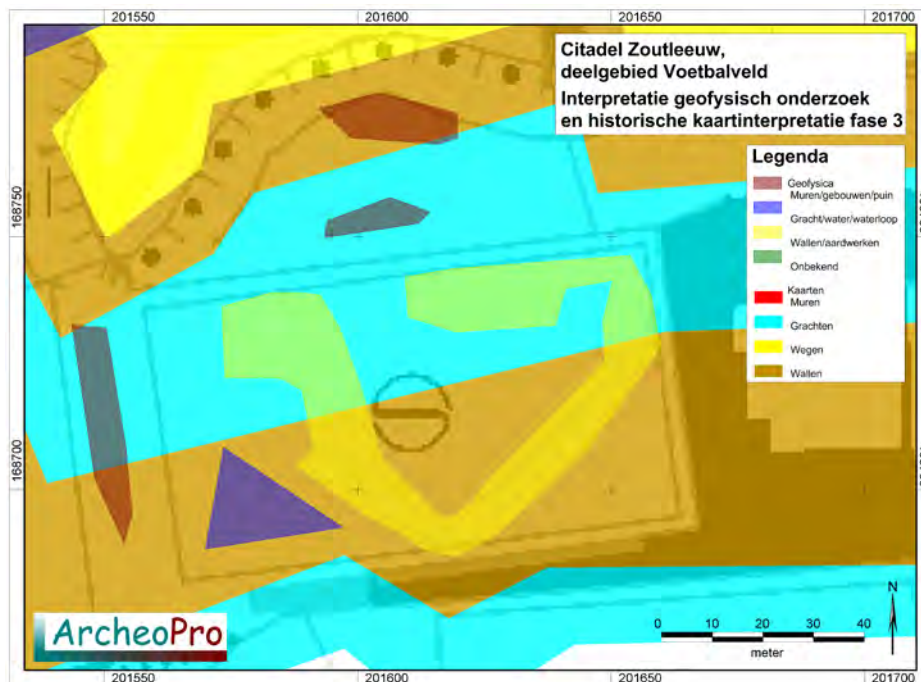 201550
201600
201650
201700
Citadel Zoutleeuw,
deelgebied Voetbalveld
Interpretatie geofysisch onderzoek
en historische kaartinterpretatie fase 3
Legenda
Geofysica
Muren/gebouwen/puin
Gracht/water/waterloop
Wallen/aardwerken
Onbekend
Kaarten
Muren
Grachten
Wegen
Wallen
168750
168700
N
0 10 20 30 40
meter
ArcheoPro
201550
201600
201650
201700